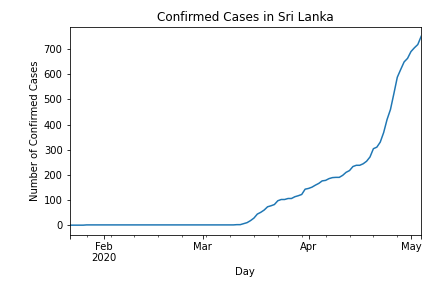 Confirmed Cases in Sri Lanka
Number of Confirmed Cases
700
600
500
400
300
200
100
0
Feb
2020
Mar
Apr
May
Day